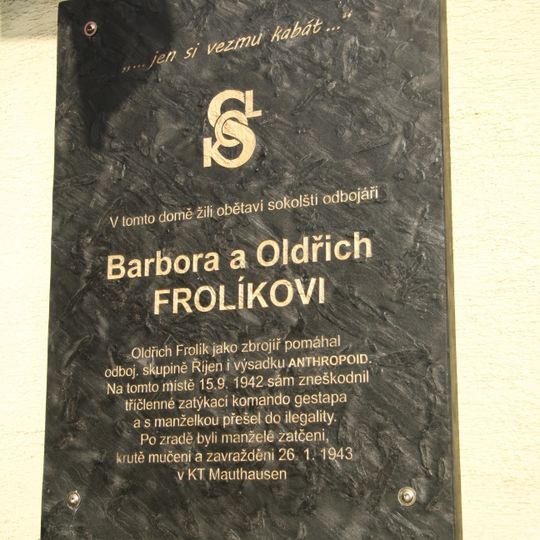 „... jen si vezmu kabát ...“
SOKOL
V tomto domě žili obětaví sokolští odbojáři
Barbora a Oldřich
FROLÍKOVI
Oldřich Frolík jako zbrojíř pomáhal
odboj. skupině Říjen i výsadku ANTHROPOID.
Na tomto místě 15.9. 1942 sám zneškodnil
tříčlenné zatýkací komando gestapa
a s manželkou přešel do ilegality.
Po zradě byli manželé zatčeni,
krutě mučeni a zavražděni 26. 1. 1943
v KT Mauthausen